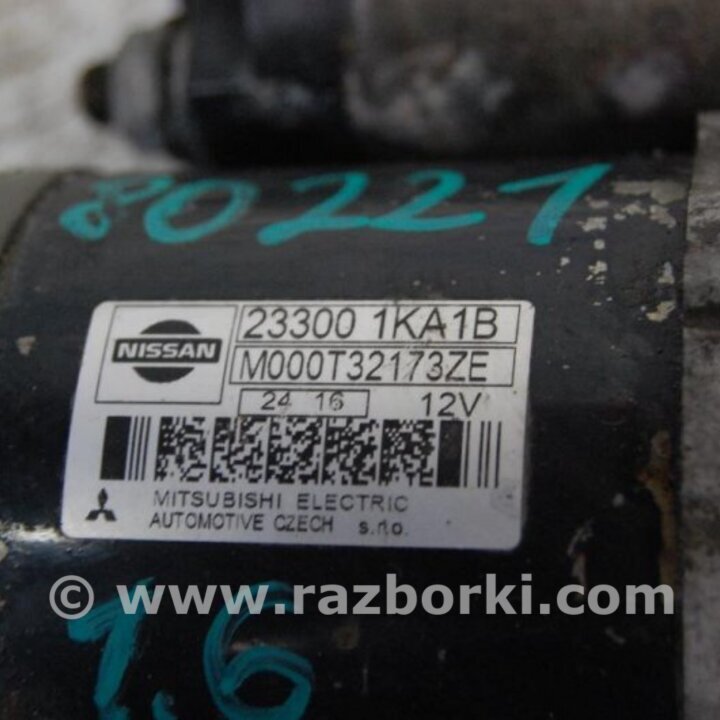 80221
NISSAN
23300 1KA1B
M000T32173ZE
24 16 12V
MITSUBISHI ELECTRIC
AUTOMOTIVE CZECH s.r.o.
© www.razborki.com
1.6